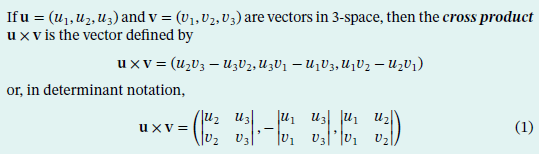 If u = (u₁, u₂, u₃) and v = (v₁, v₂, v₃) are vectors in 3-space, then the cross product
u × v is the vector defined by
u × v = (u₂v₃ − u₃v₂, u₃v₁ − u₁v₃, u₁v₂ − u₂v₁)
or, in determinant notation,
u × v = (|u₂ u₃; v₂ v₃|, −|u₁ u₃; v₁ v₃|, |u₁ u₂; v₁ v₂|) (1)